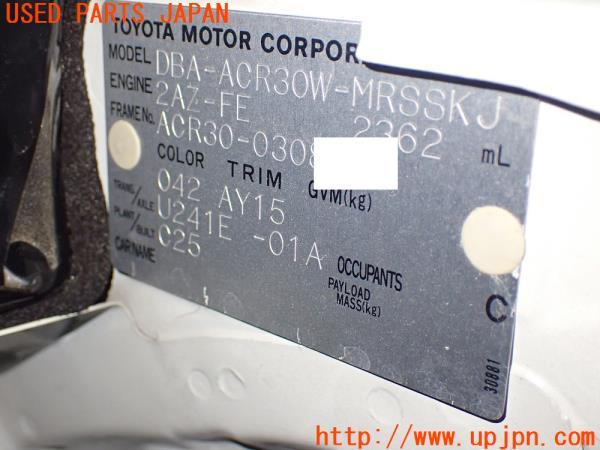 USED PARTS JAPAN
TOYOTA MOTOR CORPOR
MODEL DBA-ACR30W-MRSSKJ
ENGINE 2AZ-FE 2362 mL
FRAME No. ACR30-0308
COLOR TRIM GVM(kg)
042 AY15
TRANS./AXLE U241E -01A
PLANT/BUILT C25 OCCUPANTS
CAR NAME PAYLOAD
MASS(kg)
C
30881
UPJ
http://www.upjpn.com